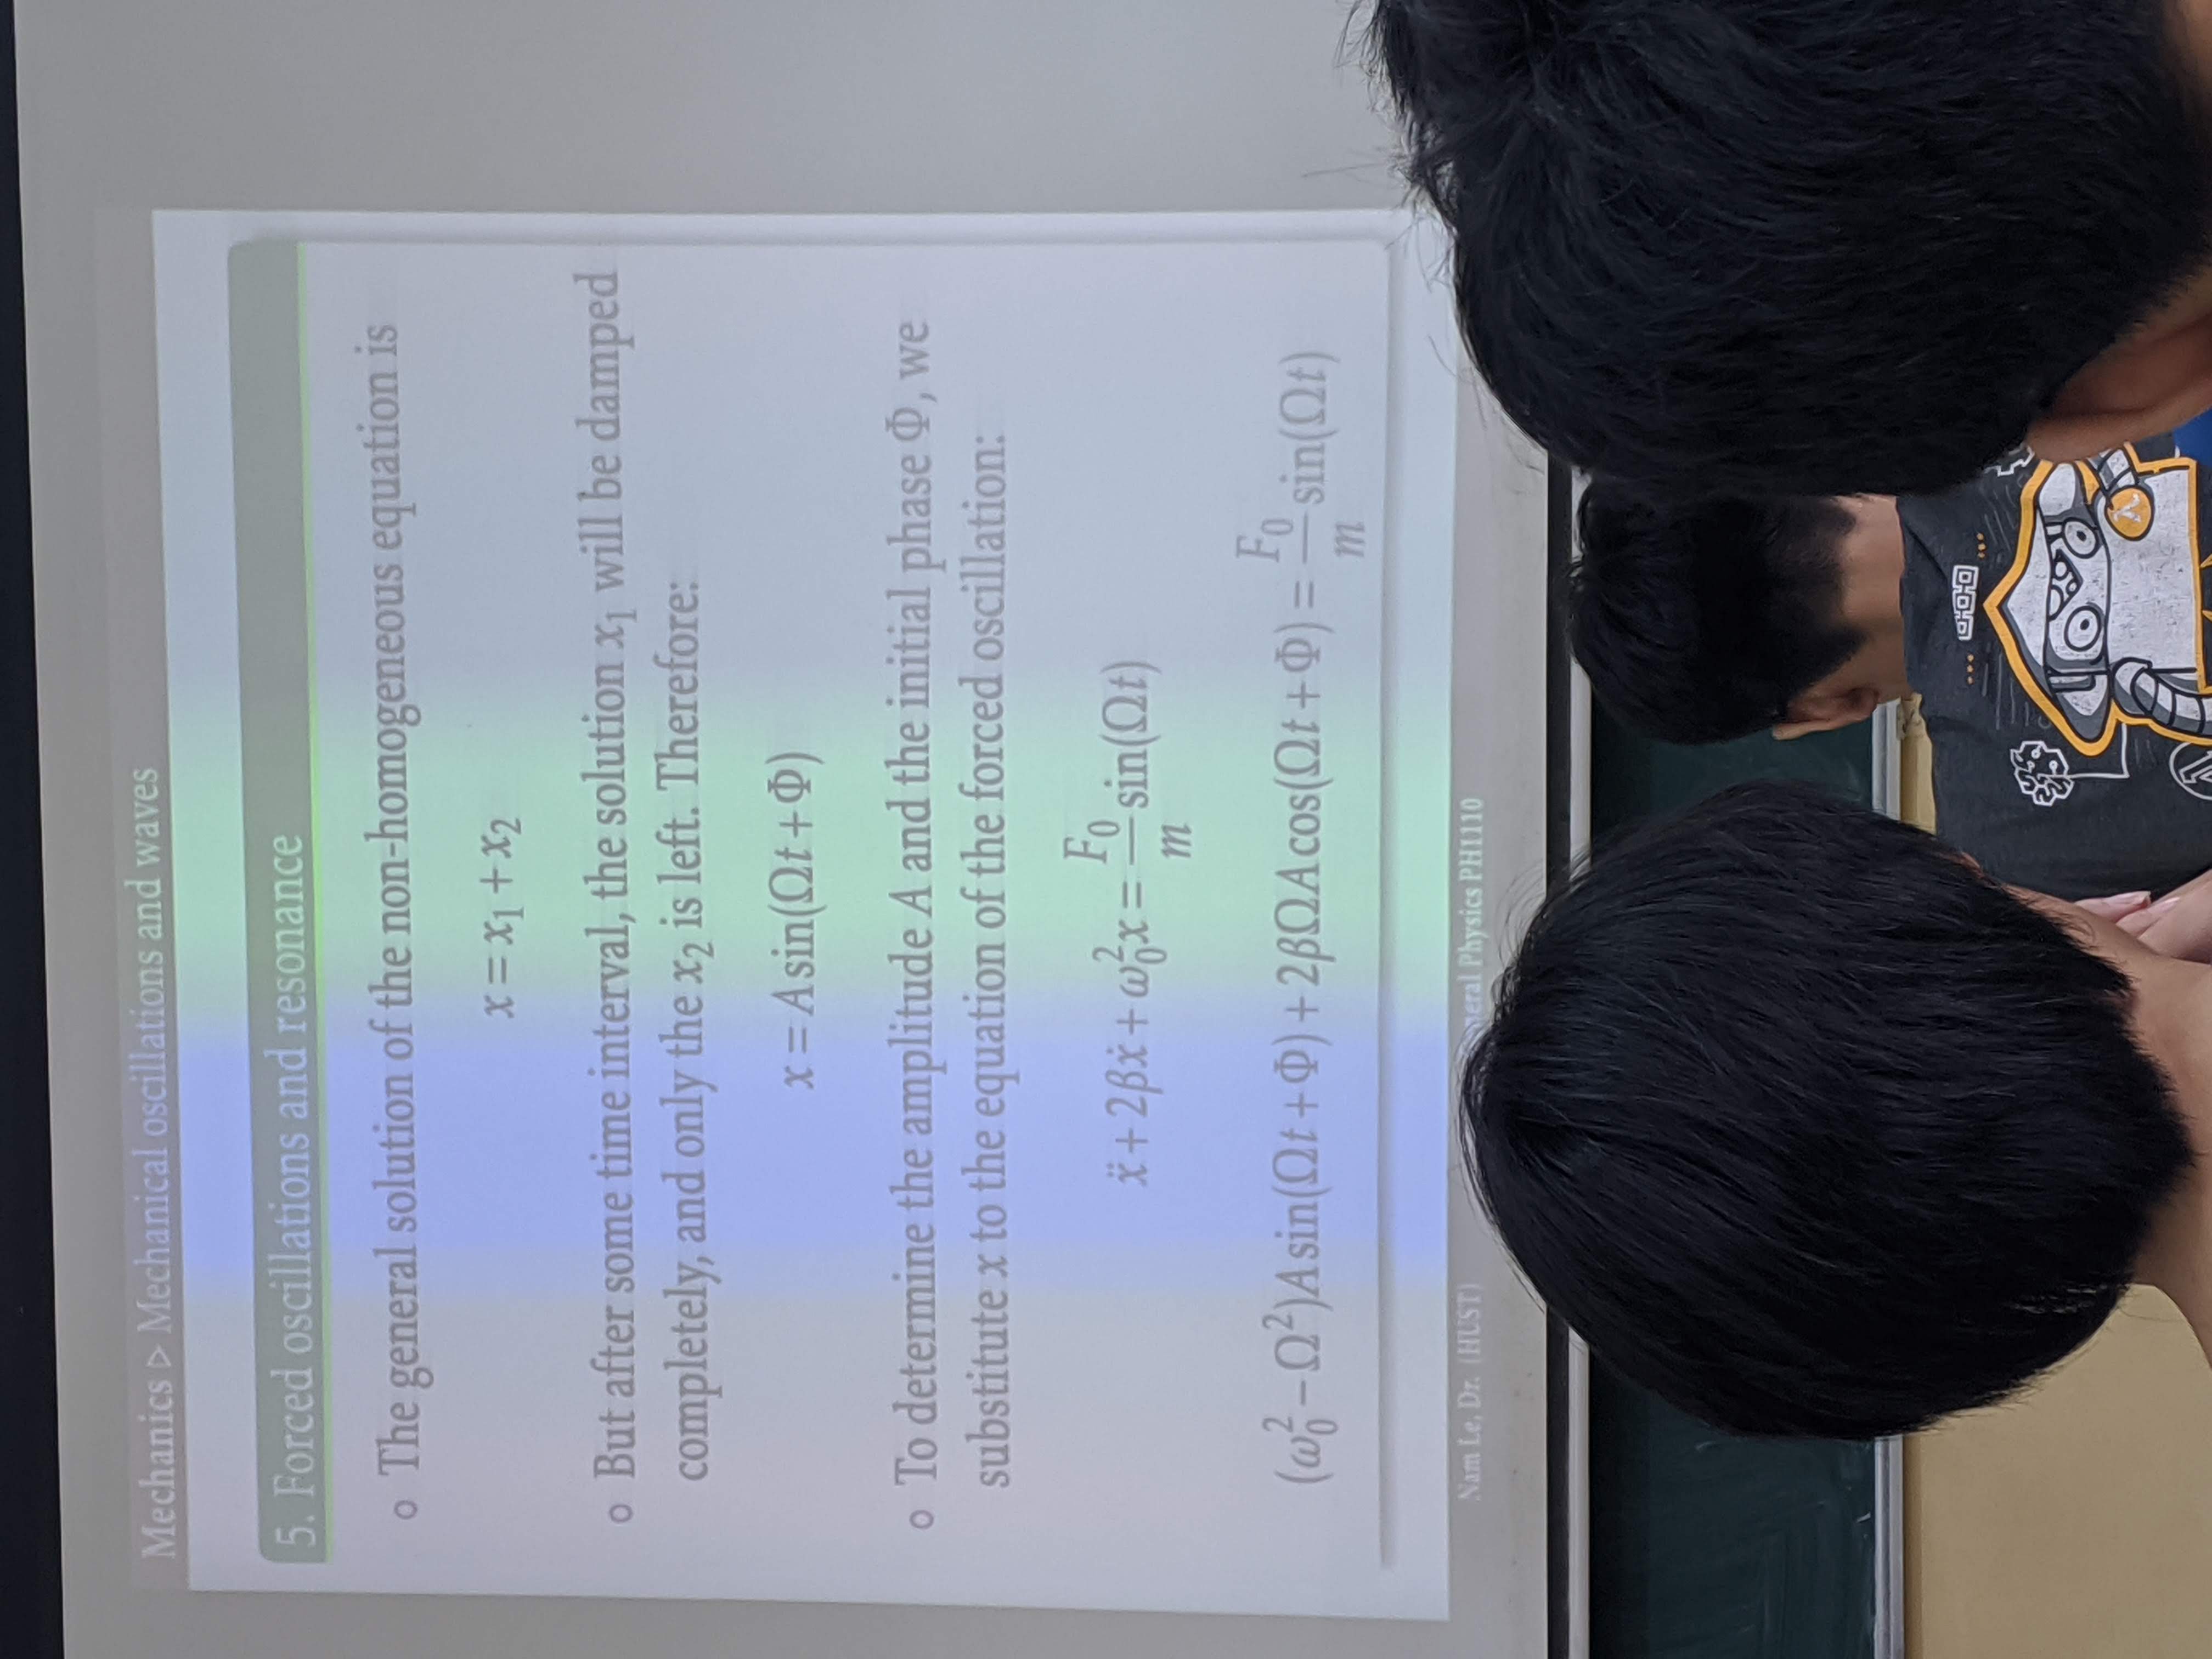 Mechanics ▷ Mechanical oscillations and waves
5. Forced oscillations and resonance
∘ The general solution of the non-homogeneous equation is
x = x₁ + x₂
∘ But after some time interval, the solution x₁ will be damped
completely, and only the x₂ is left. Therefore:
x = A sin(Ωt + Φ)
∘ To determine the amplitude A and the initial phase Φ, we
substitute x to the equation of the forced oscillation:
ẍ + 2βẋ + ω₀²x = F₀/m sin(Ωt)
(ω₀² − Ω²)A sin(Ωt + Φ) + 2βΩA cos(Ωt + Φ) = F₀/m sin(Ωt)
Nam Le, Dr. (HUST) Physics PH1110
λ